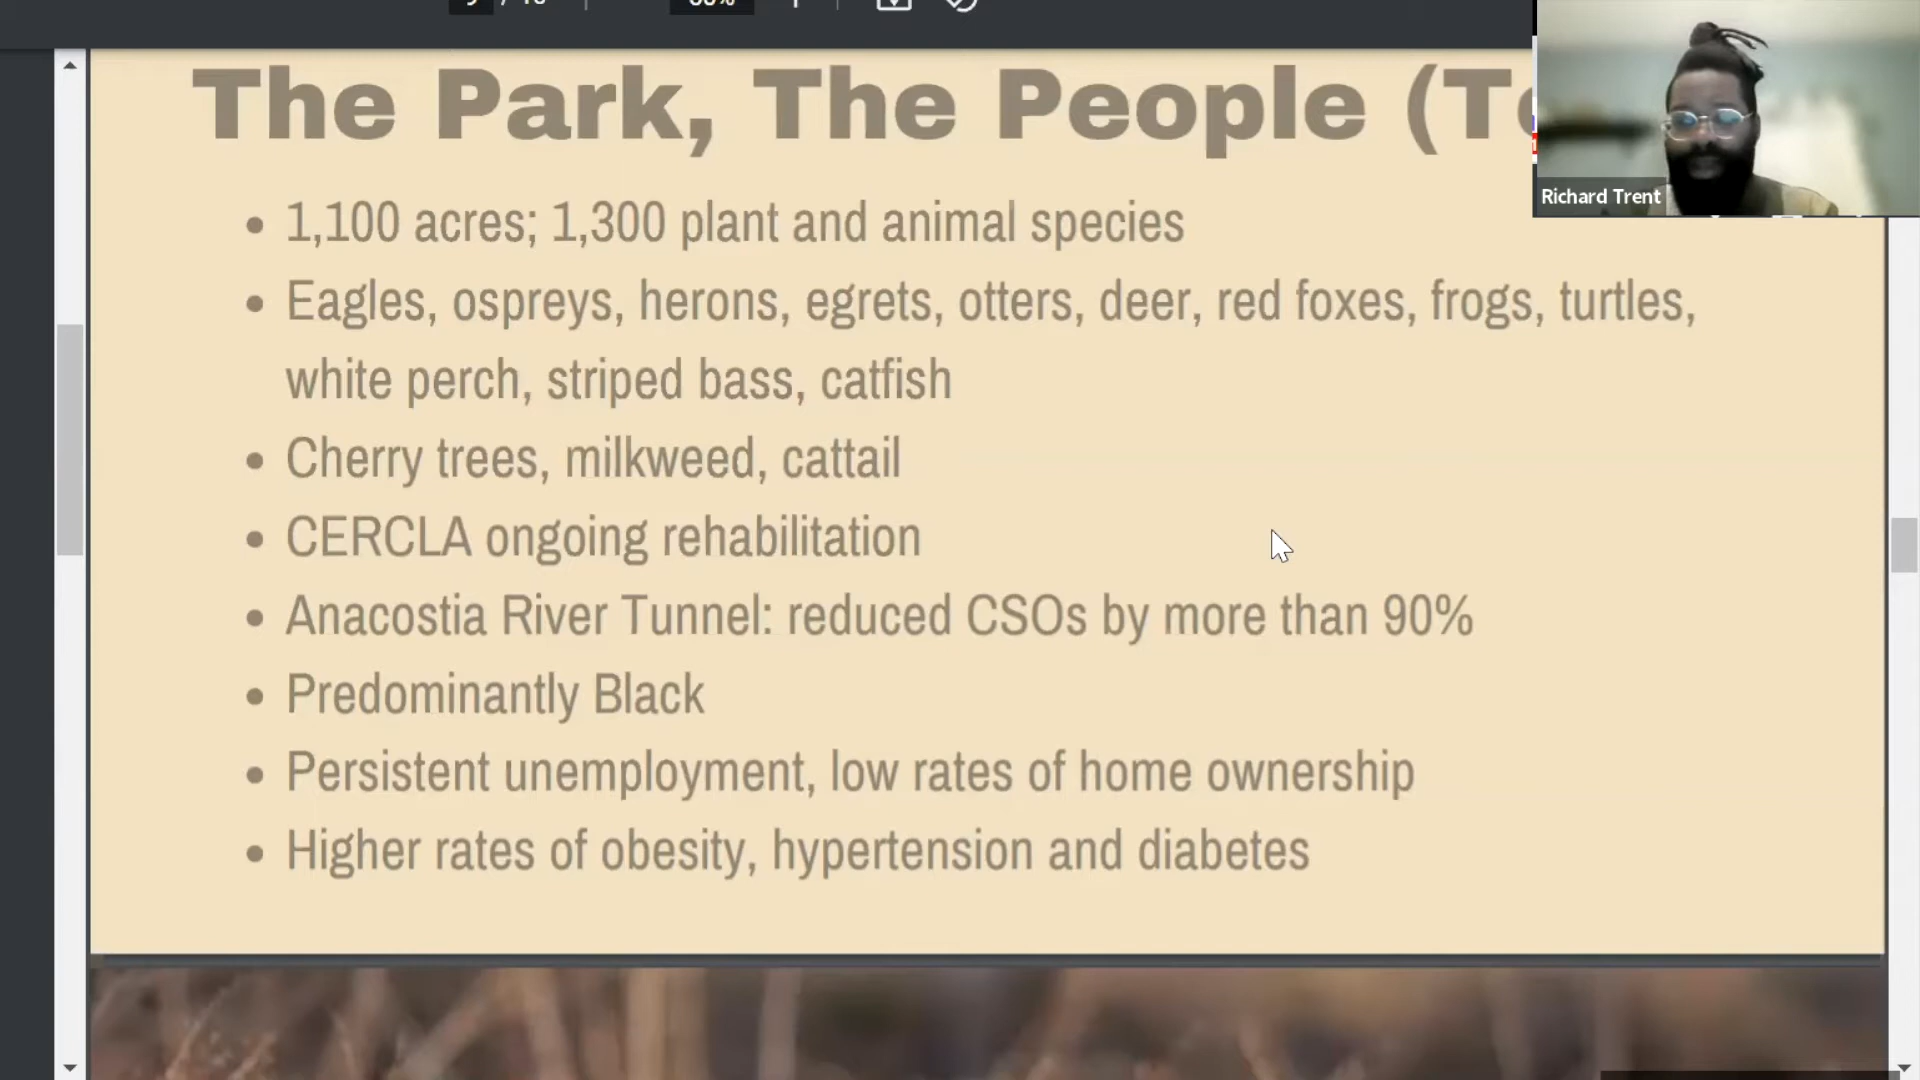 The Park, The People (T
Richard Trent
• 1,100 acres; 1,300 plant and animal species
• Eagles, ospreys, herons, egrets, otters, deer, red foxes, frogs, turtles,
white perch, striped bass, catfish
• Cherry trees, milkweed, cattail
• CERCLA ongoing rehabilitation
• Anacostia River Tunnel: reduced CSOs by more than 90%
• Predominantly Black
• Persistent unemployment, low rates of home ownership
• Higher rates of obesity, hypertension and diabetes